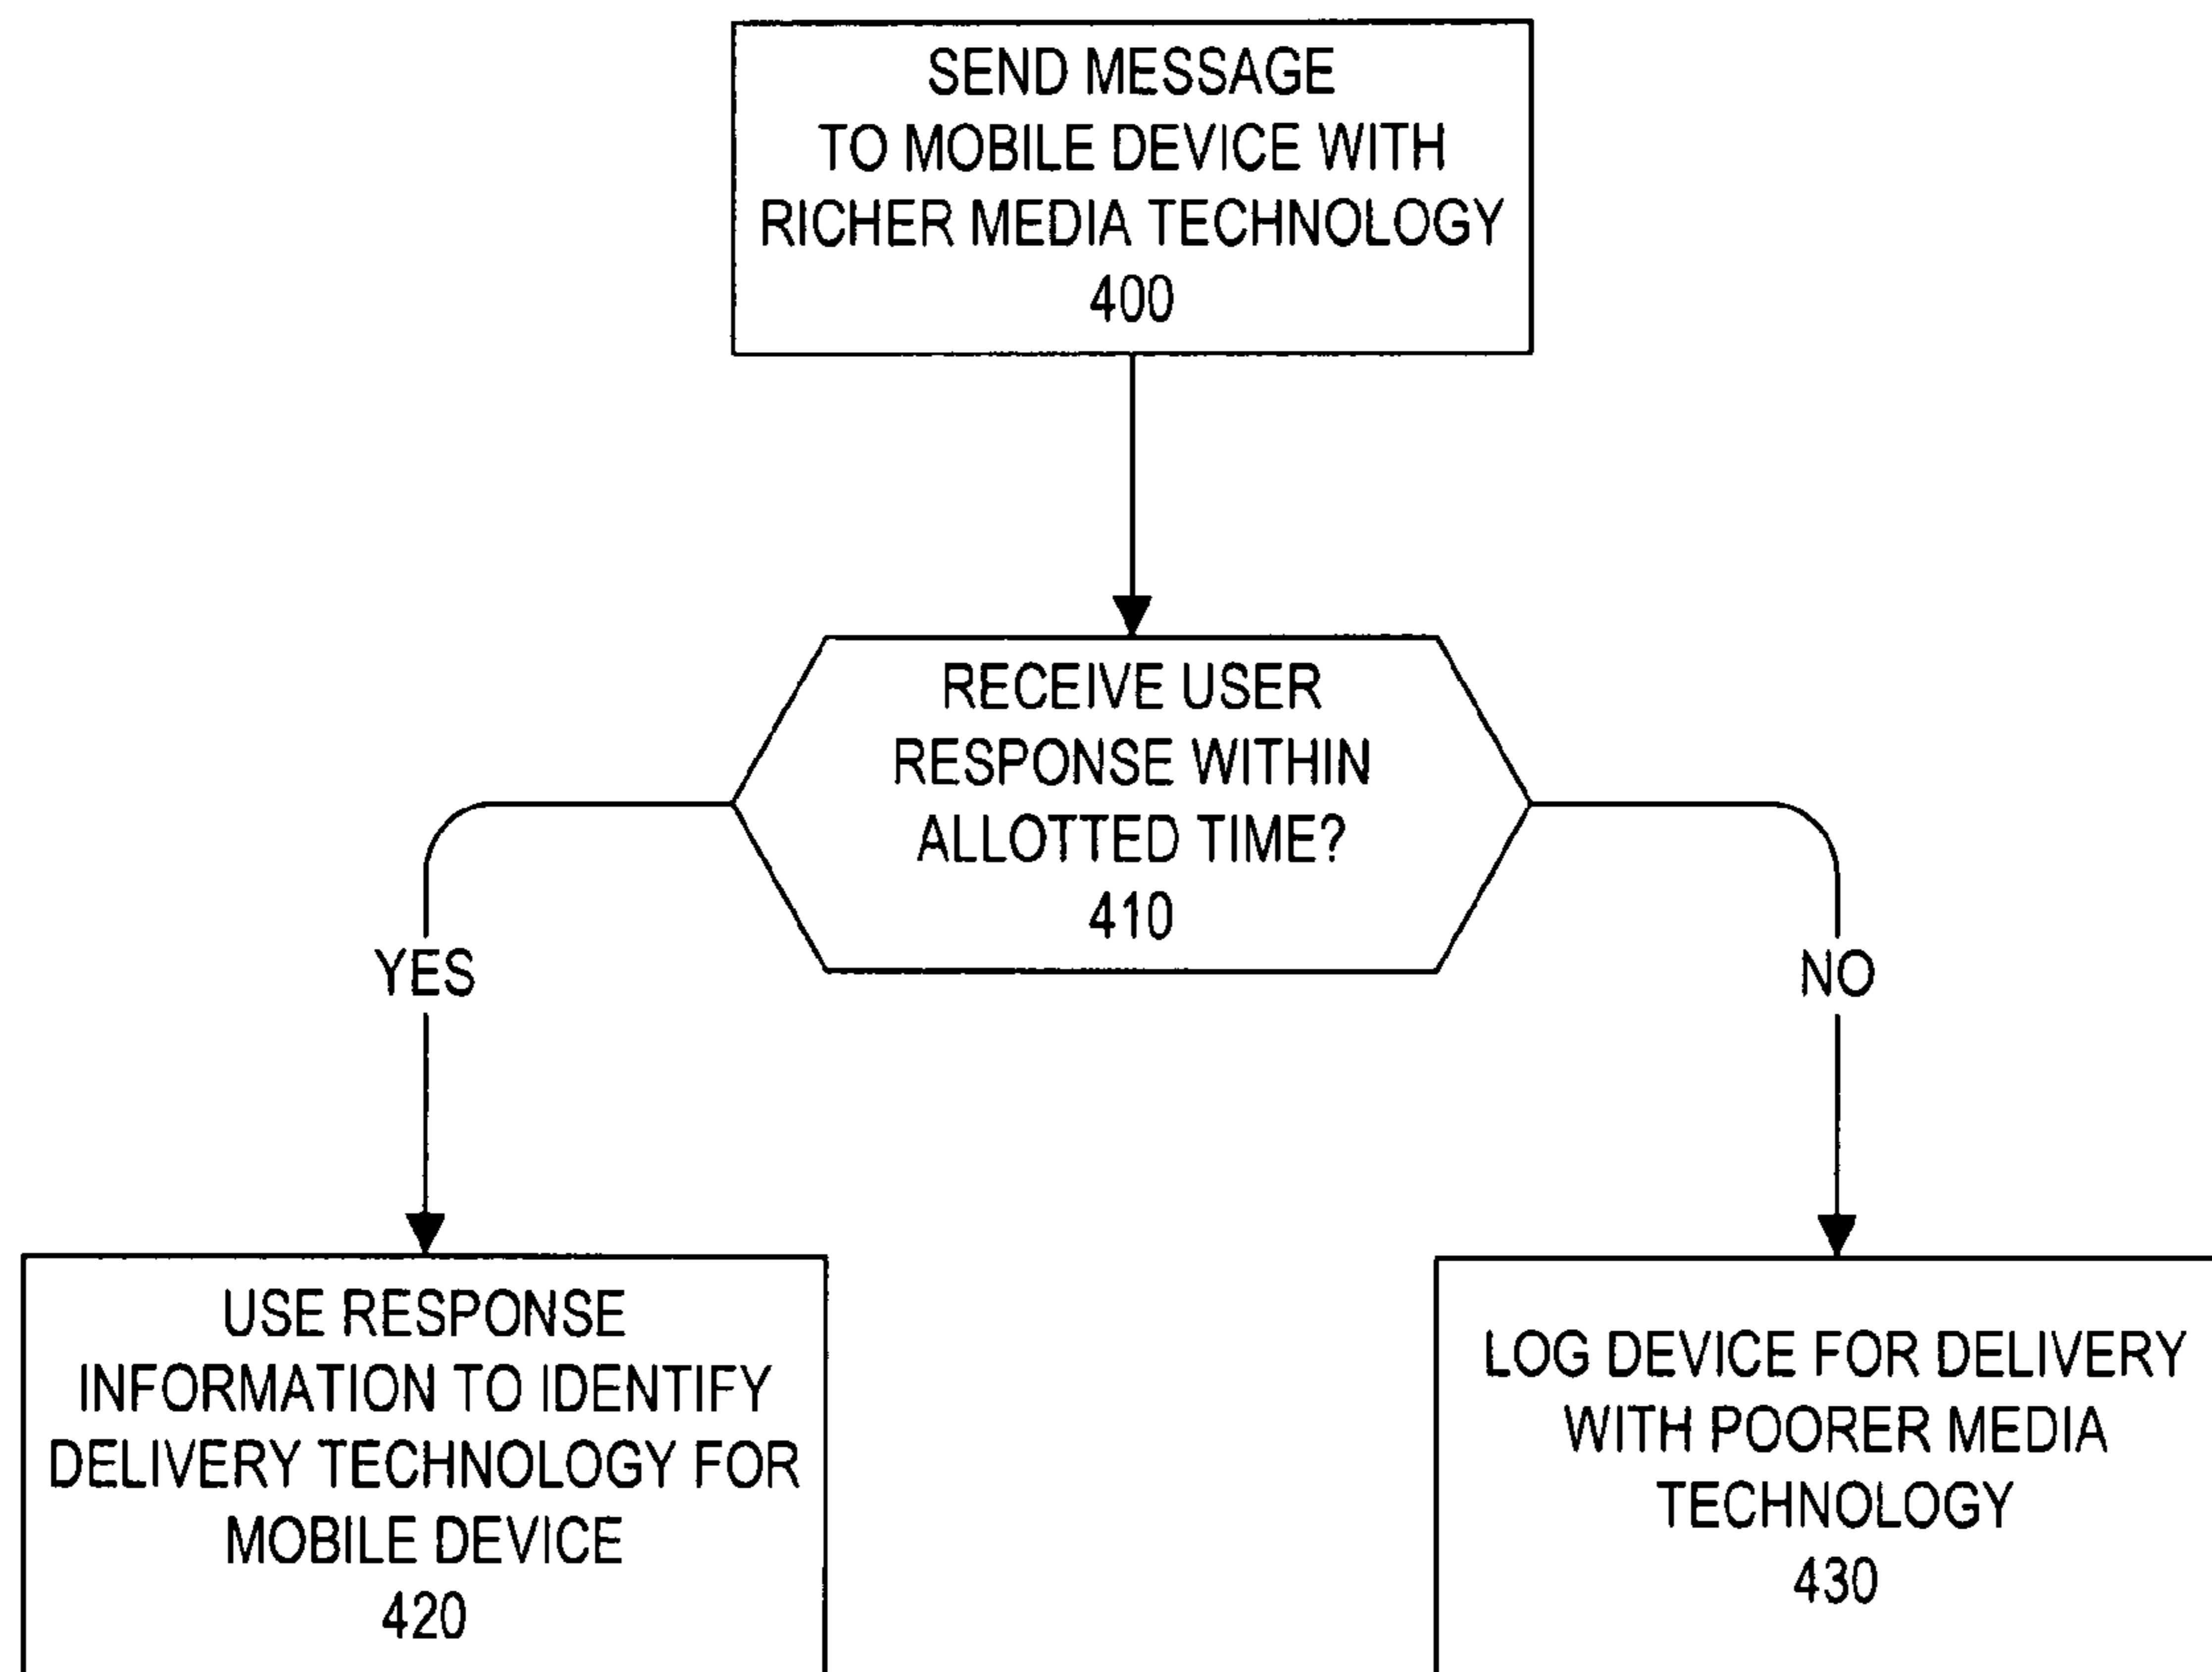 SEND MESSAGE
TO MOBILE DEVICE WITH
RICHER MEDIA TECHNOLOGY
400
RECEIVE USER
RESPONSE WITHIN
ALLOTTED TIME?
410
YES
NO
USE RESPONSE
INFORMATION TO IDENTIFY
DELIVERY TECHNOLOGY FOR
MOBILE DEVICE
420
LOG DEVICE FOR DELIVERY
WITH POORER MEDIA
TECHNOLOGY
430